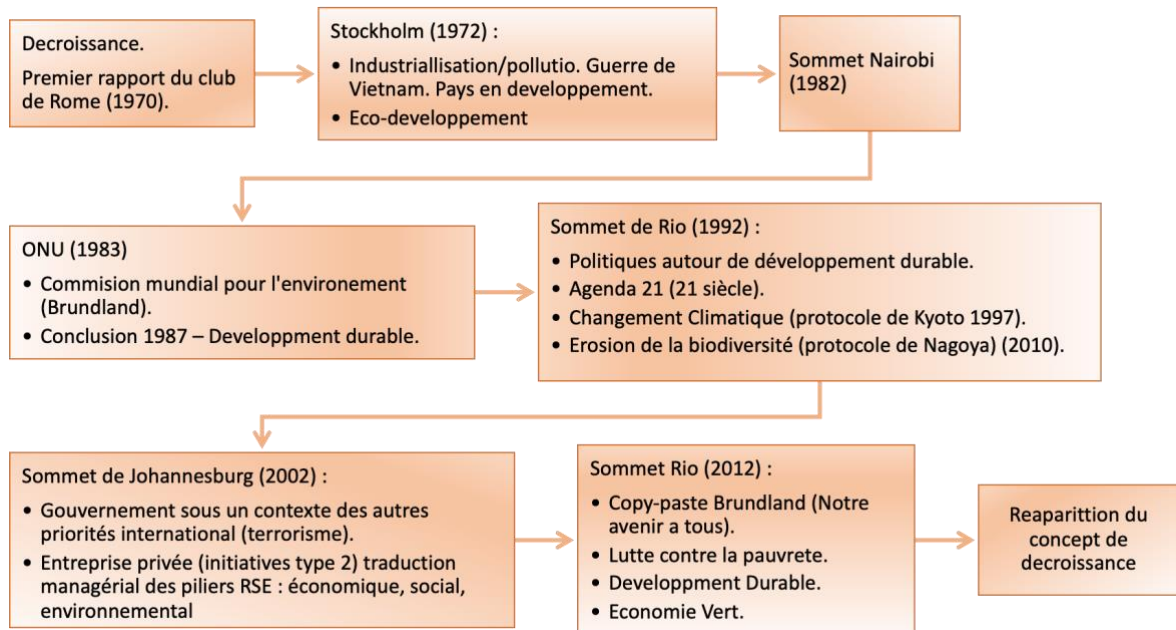 Decroissance.
Premier rapport du club
de Rome (1970).
Stockholm (1972) :
• Industriallisation/pollutio. Guerre de
Vietnam. Pays en developpement.
• Eco-developpement
Sommet Nairobi
(1982)
ONU (1983)
• Commision mundial pour l'environement
(Brundland).
• Conclusion 1987 – Developpment durable.
Sommet de Rio (1992) :
• Politiques autour de développement durable.
• Agenda 21 (21 siècle).
• Changement Climatique (protocole de Kyoto 1997).
• Erosion de la biodiversité (protocole de Nagoya) (2010).
Sommet de Johannesburg (2002) :
• Gouvernement sous un contexte des autres
priorités international (terrorisme).
• Entreprise privée (initiatives type 2) traduction
managérial des piliers RSE : économique, social,
environnemental
Sommet Rio (2012) :
• Copy-paste Brundland (Notre
avenir a tous).
• Lutte contre la pauvrete.
• Developpment Durable.
• Economie Vert.
Reaparittion du
concept de
decroissance